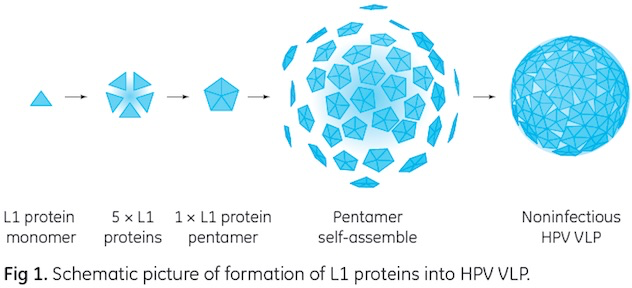 L1 protein monomer
5 × L1 proteins
1 × L1 protein pentamer
Pentamer self-assemble
Noninfectious HPV VLP
Fig 1. Schematic picture of formation of L1 proteins into HPV VLP.